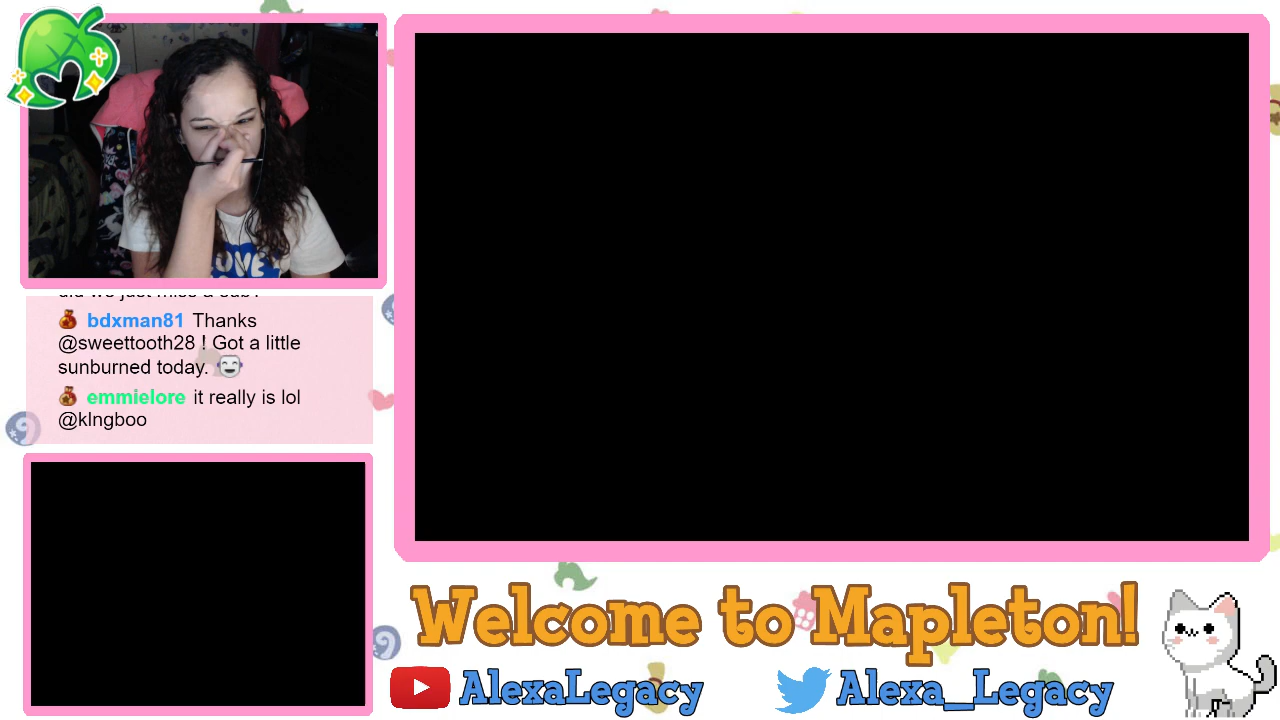 bdxman81 Thanks
@sweettooth28 ! Got a little
sunburned today.
emmielore it really is lol
@klngboo
Welcome to Mapleton!
AlexaLegacy
Alexa_Legacy